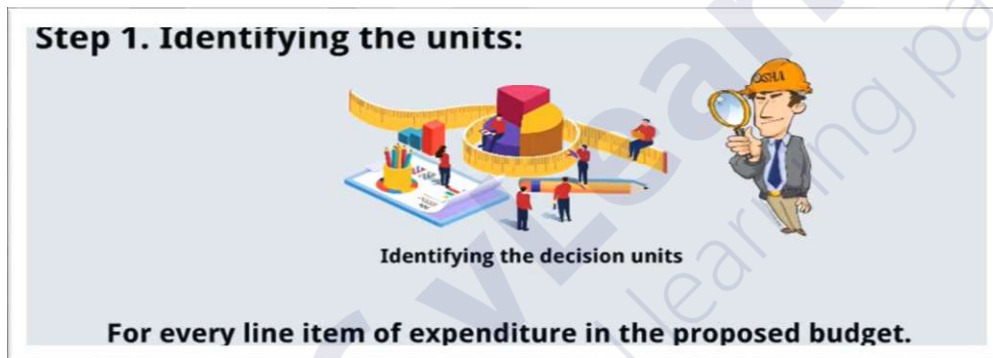 Step 1. Identifying the units:
OSHA
Identifying the decision units
For every line item of expenditure in the proposed budget.